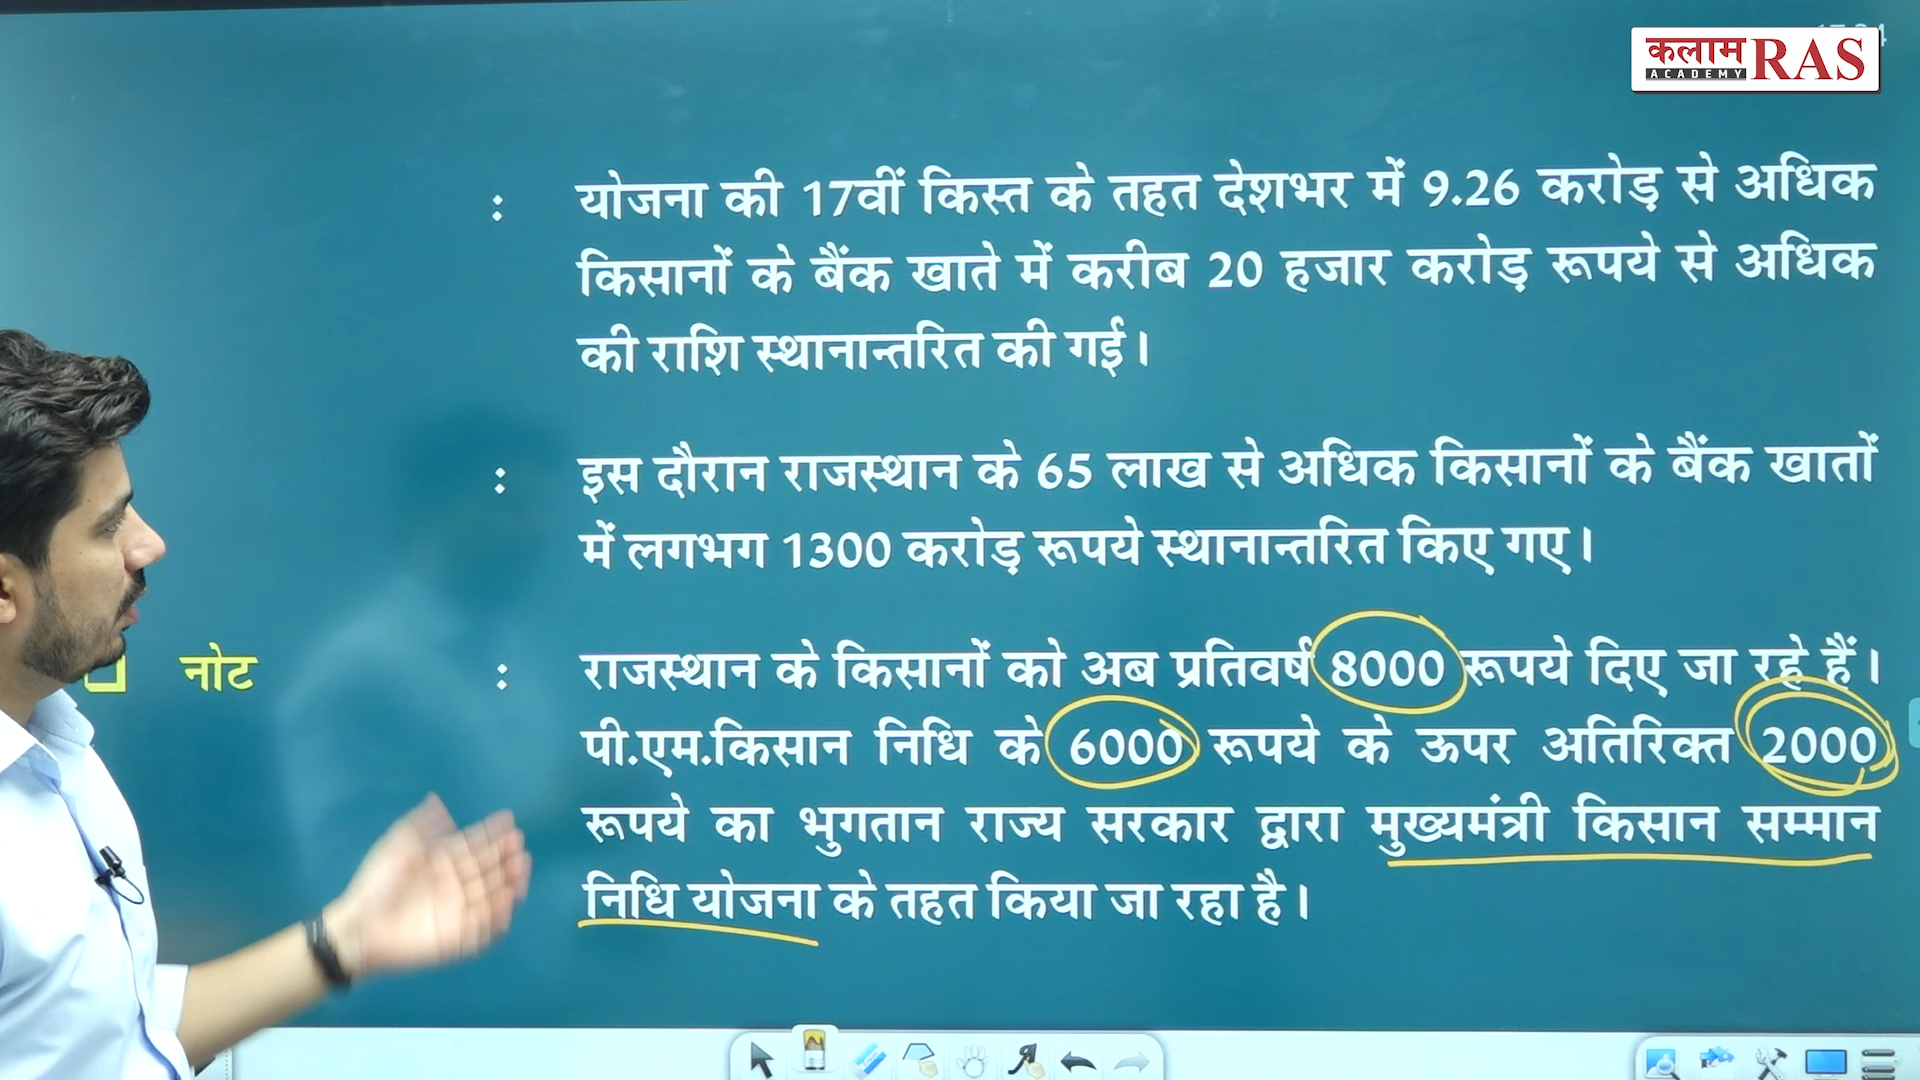 कलाम RAS
ACADEMY
: योजना की 17वीं किस्त के तहत देशभर में 9.26 करोड़ से अधिक
किसानों के बैंक खाते में करीब 20 हजार करोड़ रूपये से अधिक
की राशि स्थानान्तरित की गई।
: इस दौरान राजस्थान के 65 लाख से अधिक किसानों के बैंक खातों
में लगभग 1300 करोड़ रूपये स्थानान्तरित किए गए।
नोट : राजस्थान के किसानों को अब प्रतिवर्ष 8000 रूपये दिए जा रहे हैं।
पी.एम.किसान निधि के 6000 रूपये के ऊपर अतिरिक्त 2000
रूपये का भुगतान राज्य सरकार द्वारा मुख्यमंत्री किसान सम्मान
निधि योजना के तहत किया जा रहा है।